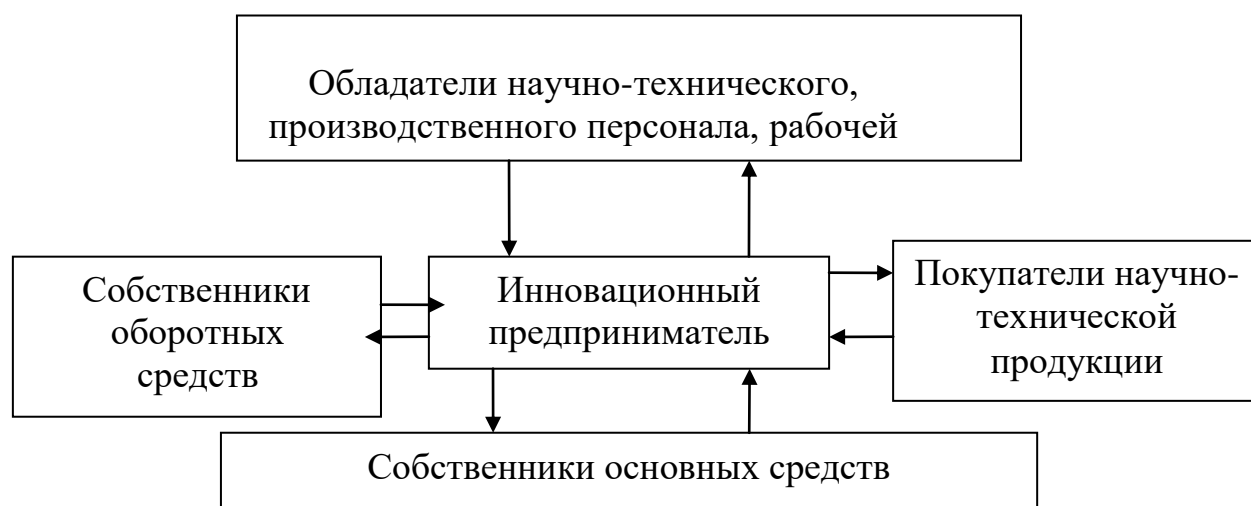 Обладатели научно-технического,
производственного персонала, рабочей
Собственники
оборотных
средств
Инновационный
предприниматель
Покупатели научно-
технической
продукции
Собственники основных средств